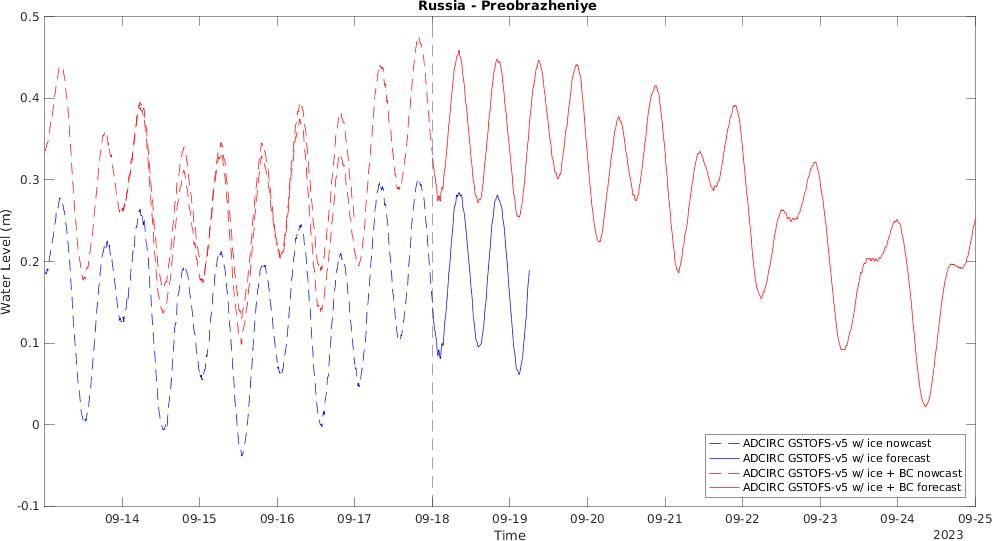 Russia - Preobrazheniye
0.5
0.4
0.3
0.2
0.1
0
-0.1
Water Level (m)
09-14 09-15 09-16 09-17 09-18 09-19 09-20 09-21 09-22 09-23 09-24 09-25
Time
2023
ADCIRC GSTOFS-v5 w/ ice nowcast
ADCIRC GSTOFS-v5 w/ ice forecast
ADCIRC GSTOFS-v5 w/ ice + BC nowcast
ADCIRC GSTOFS-v5 w/ ice + BC forecast